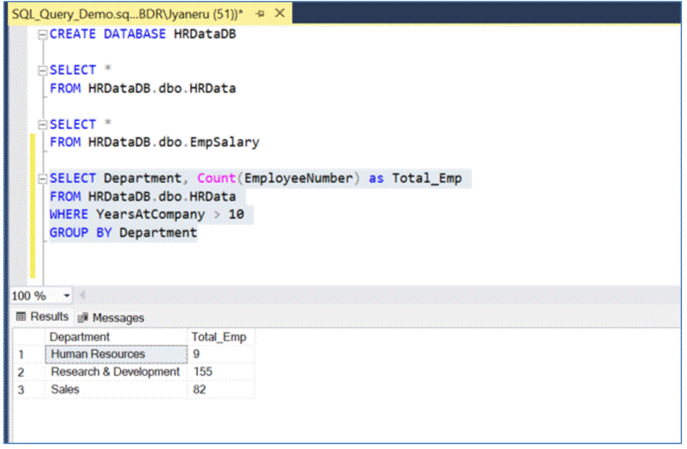 SQL_Query_Demo.sq...BDR\Jyaneru (51))*
CREATE DATABASE HRDataDB
SELECT *
FROM HRDataDB.dbo.HRData
SELECT *
FROM HRDataDB.dbo.EmpSalary
SELECT Department, Count(EmployeeNumber) as Total_Emp
FROM HRDataDB.dbo.HRData
WHERE YearsAtCompany > 10
GROUP BY Department
100 %
Results Messages
Department Total_Emp
1 Human Resources 9
2 Research & Development 155
3 Sales 82